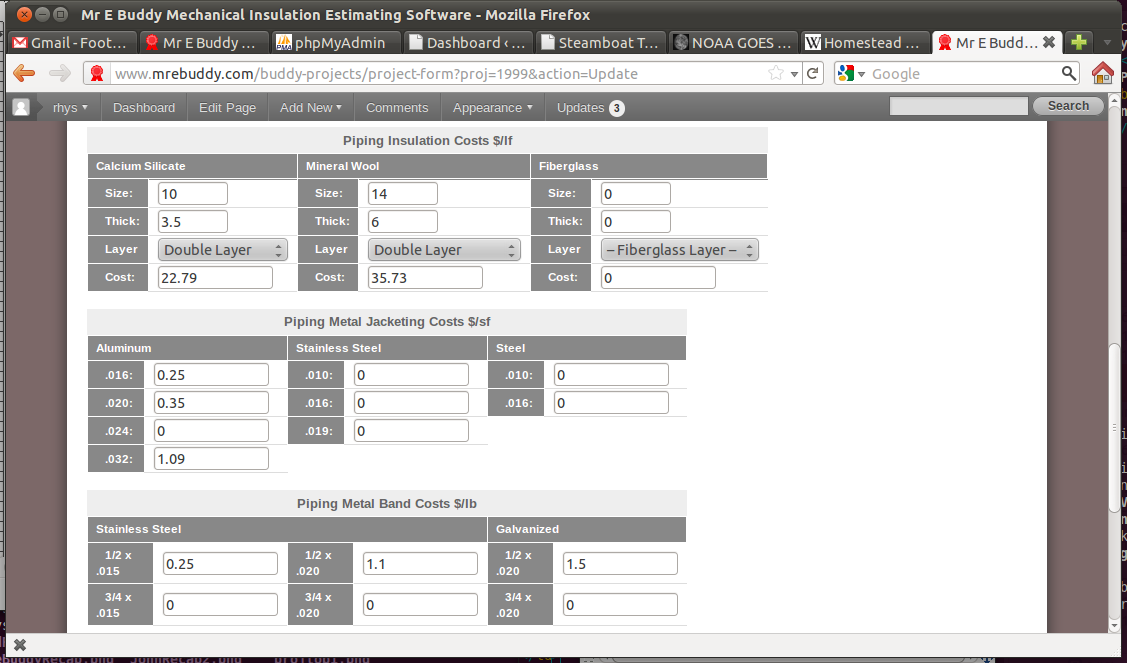 Mr E Buddy Mechanical Insulation Estimating Software - Mozilla Firefox
Gmail - Foot... Mr E Buddy ... phpMyAdmin Dashboard ‹ ... Steamboat T... NOAA GOES ... Homestead ... Mr E Budd...
www.mrebuddy.com/buddy-projects/project-form?proj=1999&action=Update Google
rhys Dashboard Edit Page Add New Comments Appearance Updates 3 Search
Piping Insulation Costs $/lf
Calcium Silicate Mineral Wool Fiberglass
Size: 10 Size: 14 Size: 0
Thick: 3.5 Thick: 6 Thick: 0
Layer Double Layer Layer Double Layer Layer – Fiberglass Layer –
Cost: 22.79 Cost: 35.73 Cost: 0
Piping Metal Jacketing Costs $/sf
Aluminum Stainless Steel Steel
.016: 0.25 .010: 0 .010: 0
.020: 0.35 .016: 0 .016: 0
.024: 0 .019: 0
.032: 1.09
Piping Metal Band Costs $/lb
Stainless Steel Galvanized
1/2 x .015 0.25 1/2 x .020 1.1 1/2 x .020 1.5
3/4 x .015 0 3/4 x .020 0 3/4 x .020 0